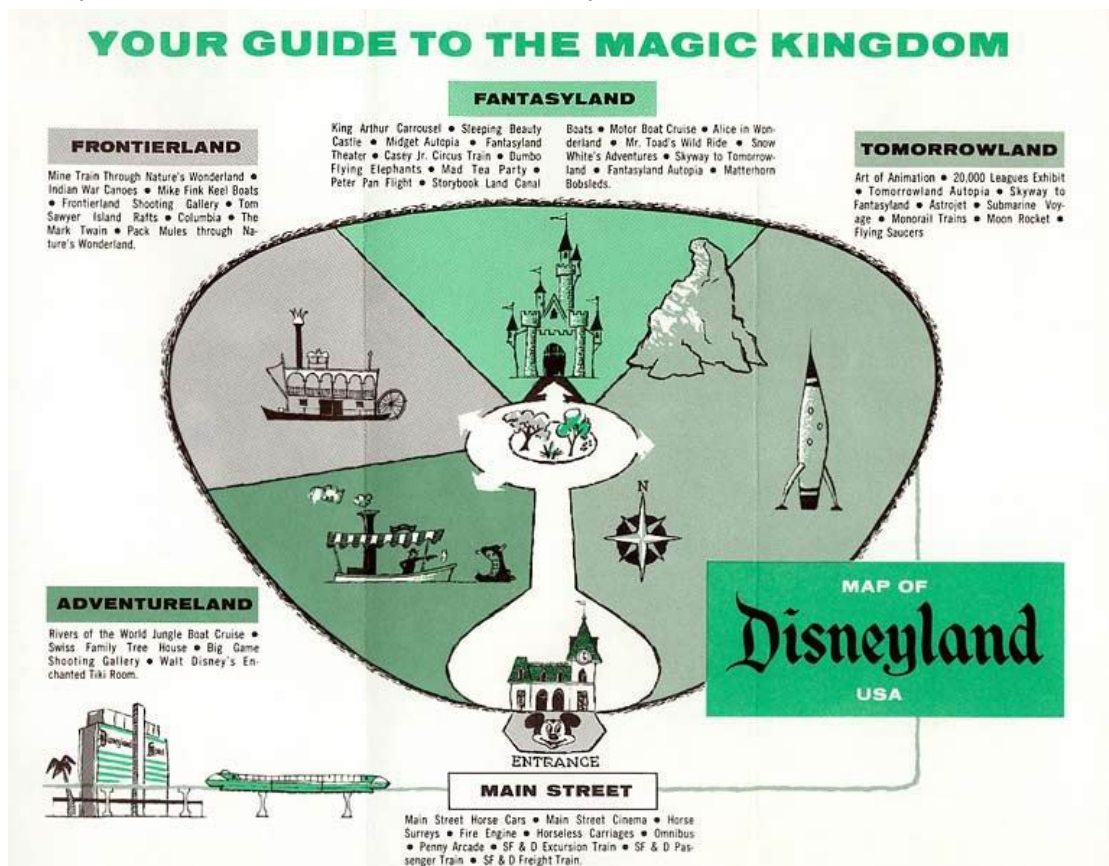 YOUR GUIDE TO THE MAGIC KINGDOM
FANTASYLAND
King Arthur Carrousel • Sleeping Beauty
Castle • Midget Autopia • Fantasyland
Theater • Casey Jr. Circus Train • Dumbo
Flying Elephants • Mad Tea Party •
Peter Pan Flight • Storybook Land Canal
Boats • Motor Boat Cruise • Alice in Won-
derland • Mr. Toad's Wild Ride • Snow
White's Adventures • Skyway to Tomorrow-
land • Fantasyland Autopia • Matterhorn
Bobsleds.
FRONTIERLAND
Mine Train Through Nature's Wonderland •
Indian War Canoes • Mike Fink Keel Boats
• Frontierland Shooting Gallery • Tom
Sawyer Island Rafts • Columbia • The
Mark Twain • Pack Mules through Na-
ture's Wonderland.
TOMORROWLAND
Art of Animation • 20,000 Leagues Exhibit
• Tomorrowland Autopia • Skyway to
Fantasyland • Astrojet • Submarine Voy-
age • Monorail Trains • Moon Rocket •
Flying Saucers
N
ADVENTURELAND
Rivers of the World Jungle Boat Cruise •
Swiss Family Tree House • Big Game
Shooting Gallery • Walt Disney's En-
chanted Tiki Room.
MAP OF
Disneyland
USA
Disneyland Hotel
ENTRANCE
MAIN STREET
Main Street Horse Cars • Main Street Cinema • Horse
Surreys • Fire Engine • Horseless Carriages • Omnibus
• Penny Arcade • SF & D Excursion Train • SF & D Pas-
senger Train • SF & D Freight Train.